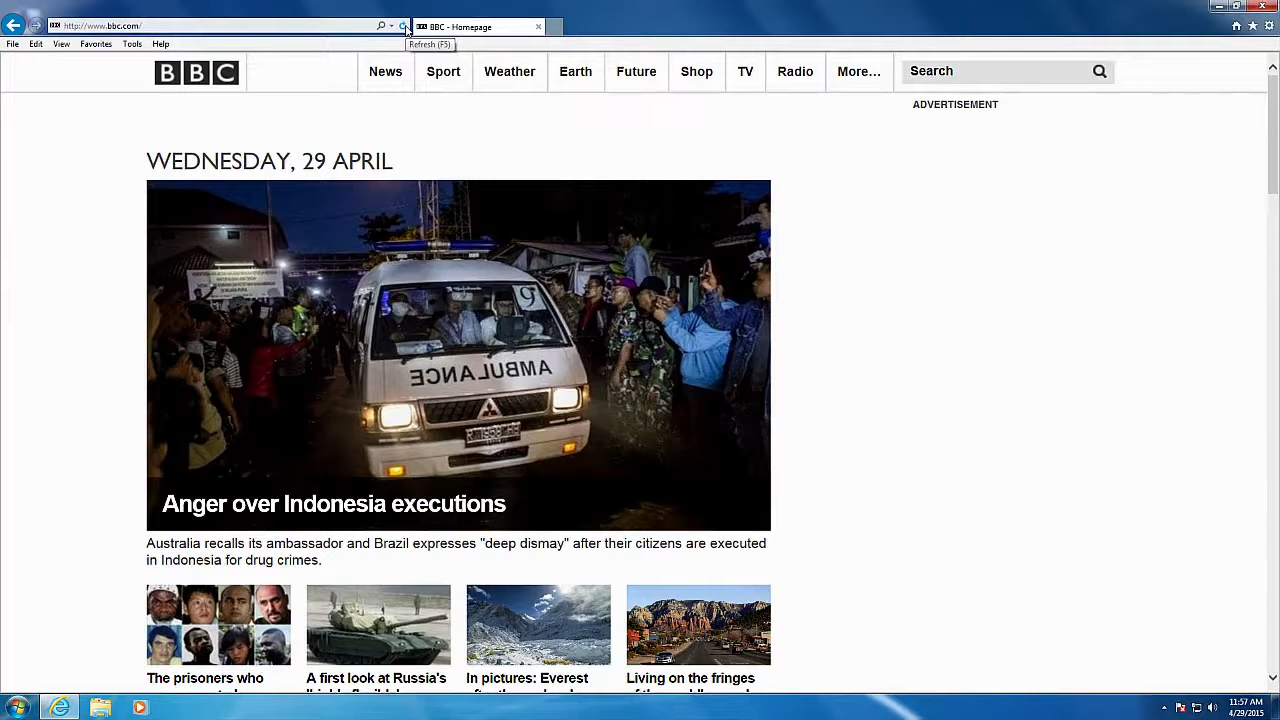 http://www.bbc.com/
BBC - Homepage
File Edit View Favorites Tools Help
Refresh (F5)
BBC
News Sport Weather Earth Future Shop TV Radio More... Search
ADVERTISEMENT
WEDNESDAY, 29 APRIL
9
AMBULANCE
Anger over Indonesia executions
Australia recalls its ambassador and Brazil expresses "deep dismay" after their citizens are executed
in Indonesia for drug crimes.
The prisoners who
A first look at Russia's
In pictures: Everest
Living on the fringes
11:57 AM
4/29/2015